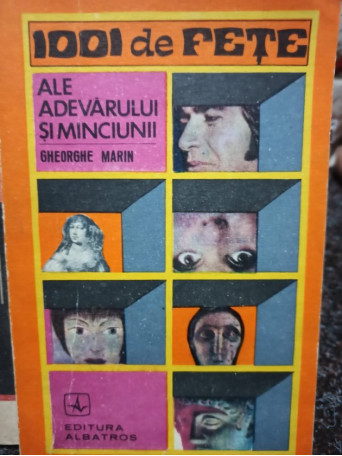 1001 de FEȚE
ALE
ADEVĂRULUI
ȘI MINCIUNII
GHEORGHE MARIN
EDITURA
ALBATROS